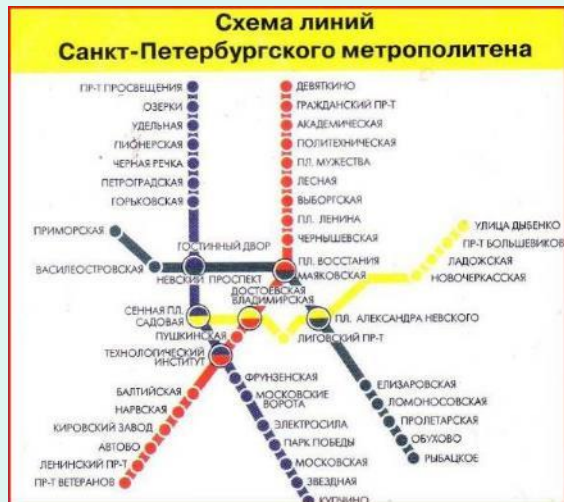 Схема линий
Санкт-Петербургского метрополитена
ПР-Т ПРОСВЕЩЕНИЯ
ОЗЕРКИ
УДЕЛЬНАЯ
ПИОНЕРСКАЯ
ЧЕРНАЯ РЕЧКА
ПЕТРОГРАДСКАЯ
ГОРЬКОВСКАЯ
ДЕВЯТКИНО
ГРАЖДАНСКИЙ ПР-Т
АКАДЕМИЧЕСКАЯ
ПОЛИТЕХНИЧЕСКАЯ
ПЛ. МУЖЕСТВА
ЛЕСНАЯ
ВЫБОРГСКАЯ
ПЛ. ЛЕНИНА
ЧЕРНЫШЕВСКАЯ
ПРИМОРСКАЯ
ВАСИЛЕОСТРОВСКАЯ
ГОСТИННЫЙ ДВОР
НЕВСКИЙ ПРОСПЕКТ
ПЛ. ВОССТАНИЯ
МАЯКОВСКАЯ
УЛИЦА ДЫБЕНКО
ПР-Т БОЛЬШЕВИКОВ
ЛАДОЖСКАЯ
НОВОЧЕРКАССКАЯ
ДОСТОЕВСКАЯ
ВЛАДИМИРСКАЯ
СЕННАЯ ПЛ.
САДОВАЯ
ПУШКИНСКАЯ
ТЕХНОЛОГИЧЕСКИЙ
ИНСТИТУТ
ПЛ. АЛЕКСАНДРА НЕВСКОГО
ЛИГОВСКИЙ ПР-Т
БАЛТИЙСКАЯ
НАРВСКАЯ
КИРОВСКИЙ ЗАВОД
АВТОВО
ЛЕНИНСКИЙ ПР-Т
ПР-Т ВЕТЕРАНОВ
ФРУНЗЕНСКАЯ
МОСКОВСКИЕ
ВОРОТА
ЭЛЕКТРОСИЛА
ПАРК ПОБЕДЫ
МОСКОВСКАЯ
ЗВЕЗДНАЯ
КУПЧИНО
ЕЛИЗАРОВСКАЯ
ЛОМОНОСОВСКАЯ
ПРОЛЕТАРСКАЯ
ОБУХОВО
РЫБАЦКОЕ